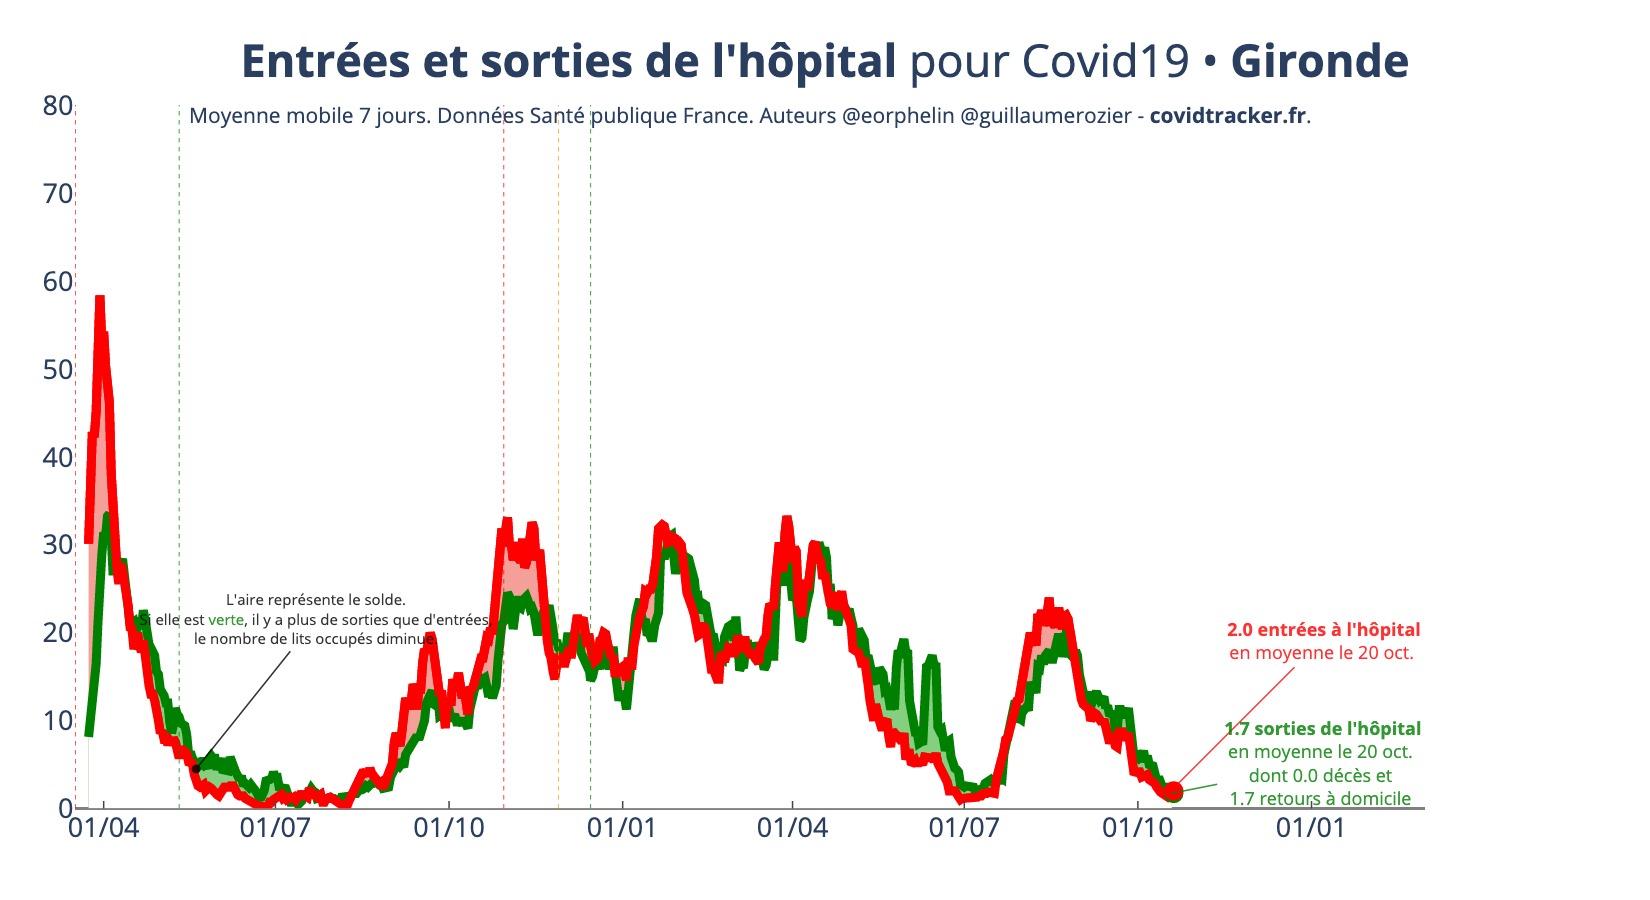 Entrées et sorties de l'hôpital pour Covid19 • Gironde
Moyenne mobile 7 jours. Données Santé publique France. Auteurs @eorphelin @guillaumerozier - covidtracker.fr.
80
70
60
50
40
30
20
10
0
L'aire représente le solde.
Si elle est verte, il y a plus de sorties que d'entrées,
le nombre de lits occupés diminue
2.0 entrées à l'hôpital
en moyenne le 20 oct.
1.7 sorties de l'hôpital
en moyenne le 20 oct.
dont 0.0 décès et
1.7 retours à domicile
01/04 01/07 01/10 01/01 01/04 01/07 01/10 01/01